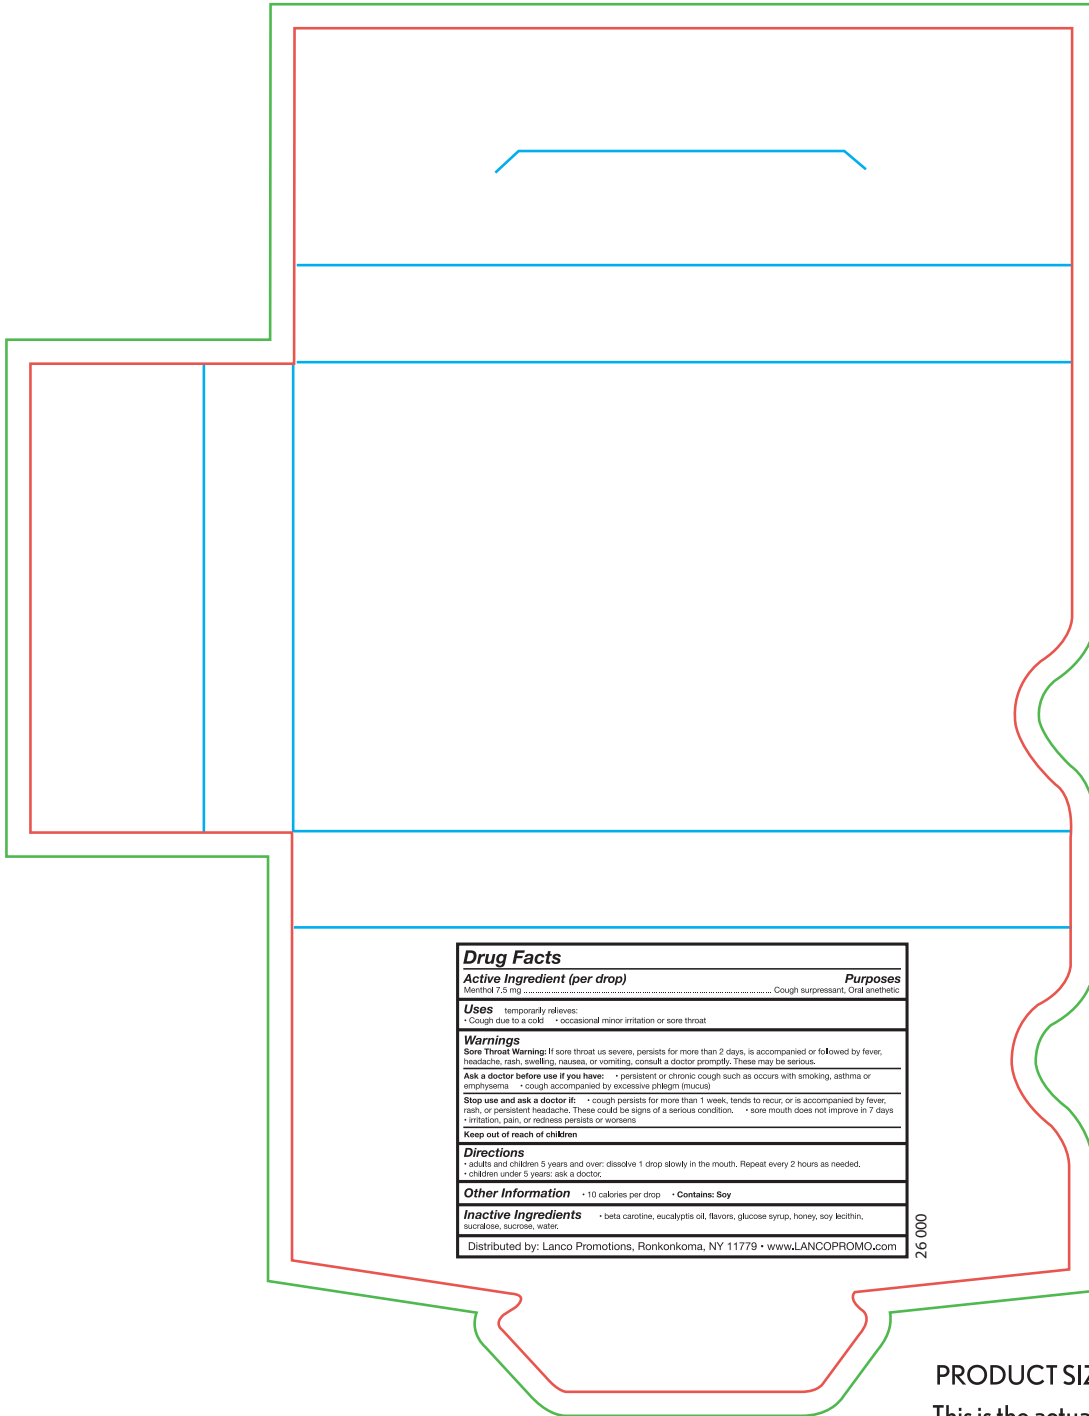 Drug Facts
Active Ingredient (per drop) Purposes
Menthol 7.5 mg ........ Cough surpressant, Oral anethetic
Uses temporarily relieves:
• Cough due to a cold • occasional minor irritation or sore throat
Warnings
Sore Throat Warning: If sore throat us severe, persists for more than 2 days, is accompanied or followed by fever,
headache, rash, swelling, nausea, or vomiting, consult a doctor promptly. These may be serious.
Ask a doctor before use if you have: • persistent or chronic cough such as occurs with smoking, asthma or
emphysema • cough accompanied by excessive phlegm (mucus)
Stop use and ask a doctor if: • cough persists for more than 1 week, tends to recur, or is accompanied by fever,
rash, or persistent headache. These could be signs of a serious condition. • sore mouth does not improve in 7 days
• irritation, pain, or redness persists or worsens
Keep out of reach of children
Directions
• adults and children 5 years and over: dissolve 1 drop slowly in the mouth. Repeat every 2 hours as needed.
• children under 5 years: ask a doctor.
Other Information • 10 calories per drop • Contains: Soy
Inactive Ingredients • beta carotine, eucalyptis oil, flavors, glucose syrup, honey, soy lecithin,
sucralose, sucrose, water.
Distributed by: Lanco Promotions, Ronkonkoma, NY 11779 • www.LANCOPROMO.com
26 000
PRODUCT SIZ
This is the actua